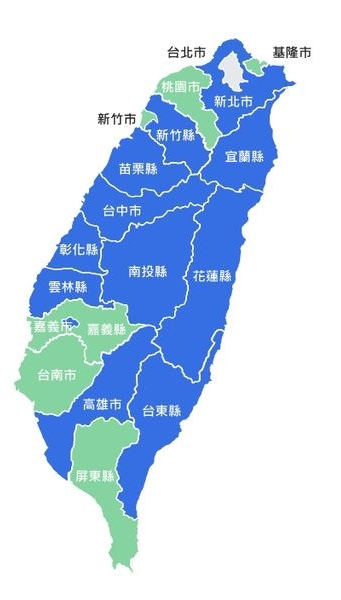 台北市
基隆市
桃園市
新北市
新竹市
新竹縣
宜蘭縣
苗栗縣
台中市
彰化縣
南投縣
花蓮縣
雲林縣
嘉義市
嘉義縣
台南市
高雄市
台東縣
屏東縣